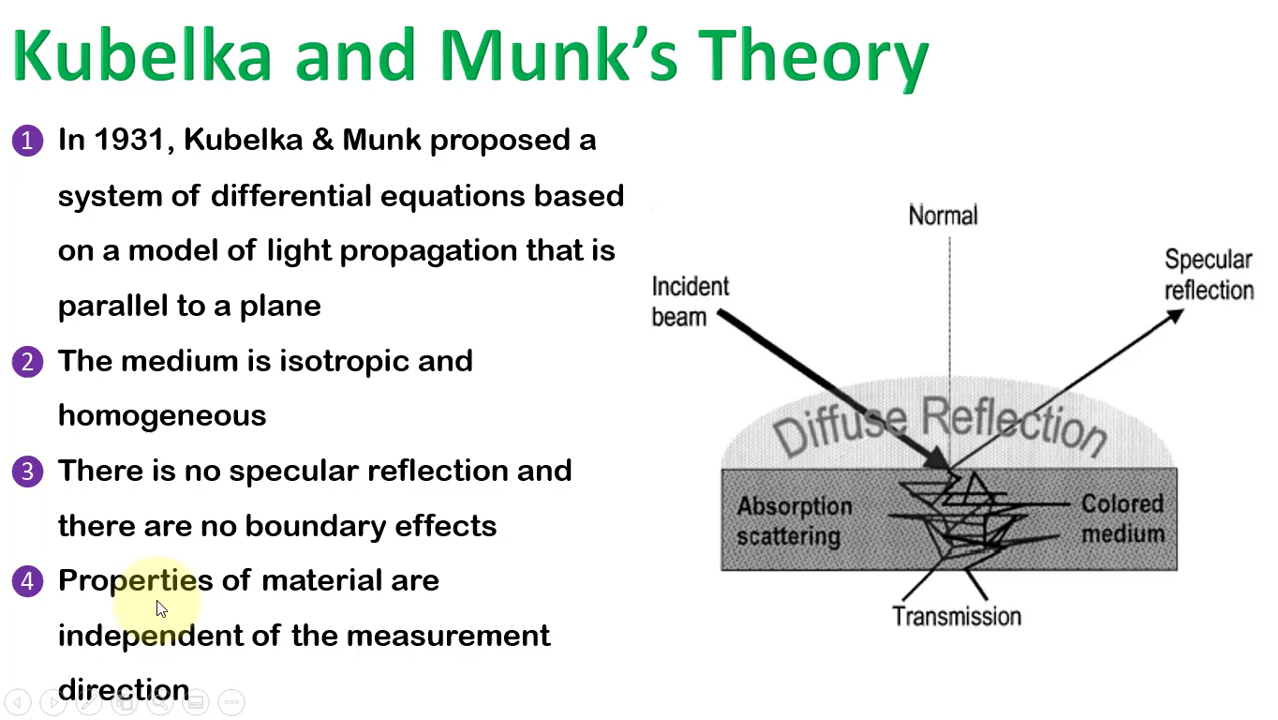 Kubelka and Munk's Theory
1 In 1931, Kubelka & Munk proposed a
system of differential equations based
on a model of light propagation that is
parallel to a plane
2 The medium is isotropic and
homogeneous
3 There is no specular reflection and
there are no boundary effects
4 Properties of material are
independent of the measurement
direction
Normal
Specular
reflection
Incident
beam
Diffuse Reflection
Absorption
scattering
Colored
medium
Transmission